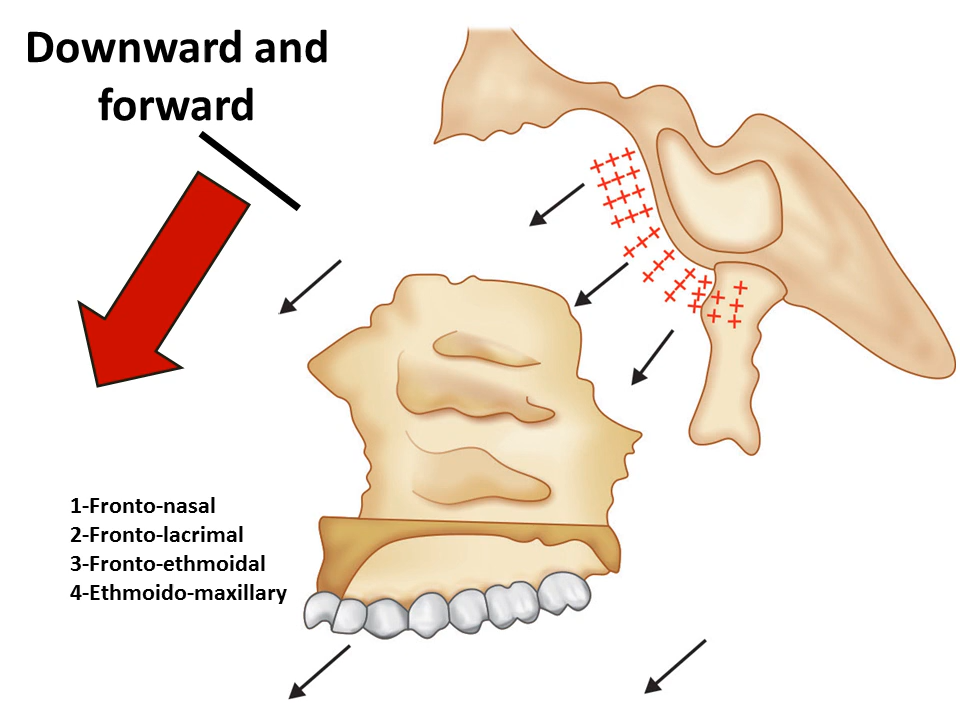 Downward and
forward
1-Fronto-nasal
2-Fronto-lacrimal
3-Fronto-ethmoidal
4-Ethmoido-maxillary